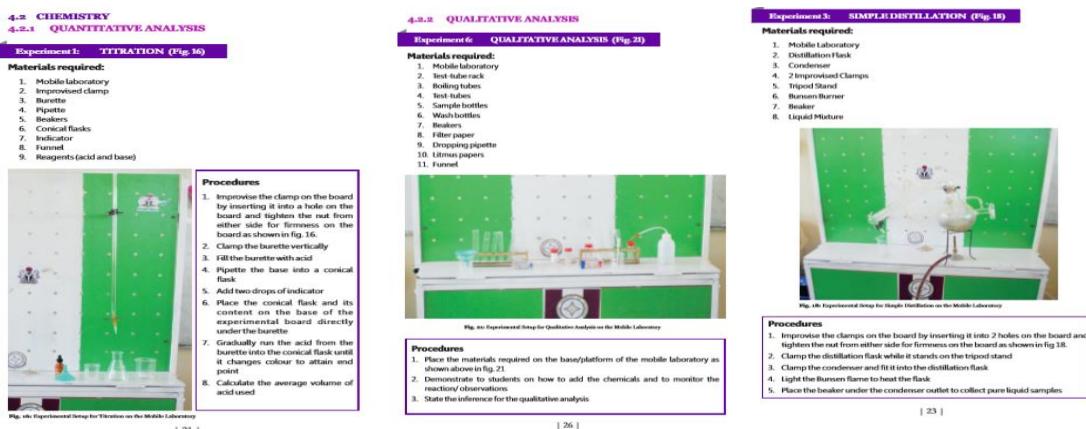 4.2 CHEMISTRY
4.2.1 QUANTITATIVE ANALYSIS
Experiment 1: TITRATION (Fig. 16)
Materials required:
1. Mobile laboratory
2. Improvised clamp
3. Burette
4. Pipette
5. Beakers
6. Conical flasks
7. Indicator
8. Funnel
9. Reagents (acid and base)
Procedures
1. Improvise the clamp on the board
by inserting it into a hole on the
board and tighten the nut from
either side for firmness on the
board as shown in fig. 16.
2. Clamp the burette vertically
3. Fill the burette with acid
4. Pipette the base into a conical
flask
5. Add two drops of indicator
6. Place the conical flask and its
content on the base of the
experimental board directly
under the burette
7. Gradually run the acid from the
burette into the conical flask until
it changes colour to attain end
point
8. Calculate the average volume of
acid used
Fig. 16: Experimental Setup for Titration on the Mobile Laboratory
4.2.2 QUALITATIVE ANALYSIS
Experiment 6: QUALITATIVE ANALYSIS (Fig. 21)
Materials required:
1. Mobile laboratory
2. Test-tube rack
3. Boiling tubes
4. Test-tubes
5. Sample bottles
6. Wash bottles
7. Beakers
8. Filter paper
9. Dropping pipette
10. Litmus papers
11. Funnel
Fig. 21: Experimental Setup for Qualitative Analysis on the Mobile Laboratory
Procedures
1. Place the materials required on the base/platform of the mobile laboratory as
shown above in fig. 21
2. Demonstrate to students on how to add the chemicals and to monitor the
reaction/ observations
3. State the inference for the qualitative analysis
| 26 |
Experiment 3: SIMPLE DISTILLATION (Fig. 18)
Materials required:
1. Mobile Laboratory
2. Distillation Flask
3. Condenser
4. 2 Improvised Clamps
5. Tripod Stand
6. Bunsen Burner
7. Beaker
8. Liquid Mixture
Fig. 18: Experimental Setup for Simple Distillation on the Mobile Laboratory
Procedures
1. Improvise the clamps on the board by inserting it into 2 holes on the board and
tighten the nut from either side for firmness on the board as shown in fig 18.
2. Clamp the distillation flask while it stands on the tripod stand
3. Clamp the condenser and fit it into the distillation flask
4. Light the Bunsen flame to heat the flask
5. Place the beaker under the condenser outlet to collect pure liquid samples
| 23 |